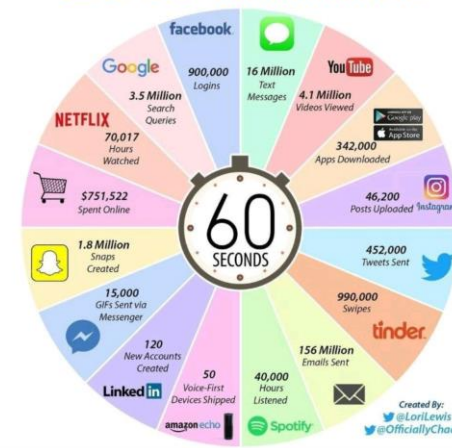 facebook
900,000
Logins
16 Million
Text
Messages
YouTube
4.1 Million
Videos Viewed
Google play
App Store
342,000
Apps Downloaded
46,200
Posts Uploaded
Instagram
452,000
Tweets Sent
990,000
Swipes
tinder
156 Million
Emails Sent
40,000
Hours
Listened
Spotify
50
Voice-First
Devices Shipped
amazon echo
120
New Accounts
Created
Linked in
15,000
GIFs Sent via
Messenger
1.8 Million
Snaps
Created
$751,522
Spent Online
NETFLIX
70,017
Hours
Watched
Google
3.5 Million
Search
Queries
60
SECONDS
Created By:
@LoriLewis